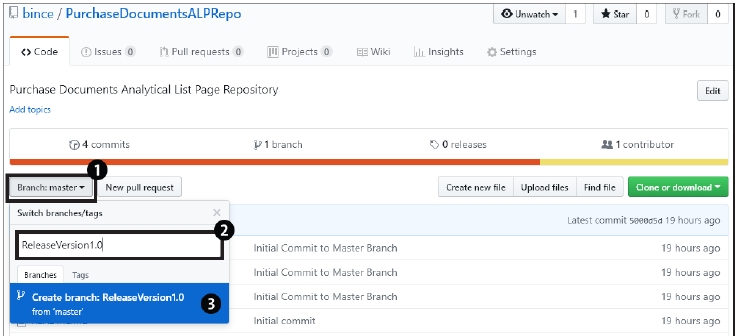 bince / PurchaseDocumentsALPRepo
Unwatch 1 Star 0 Fork 0
Code Issues 0 Pull requests 0 Projects 0 Wiki Insights Settings
Purchase Documents Analytical List Page Repository
Edit
Add topics
4 commits 1 branch 0 releases 1 contributor
1
Branch: master New pull request Create new file Upload files Find file Clone or download
Switch branches/tags ×
2
Latest commit 5000d5d 19 hours ago
ReleaseVersion1.0
Initial Commit to Master Branch 19 hours ago
Branches Tags
Initial Commit to Master Branch 19 hours ago
Create branch: ReleaseVersion1.0 3
from 'master'
Initial Commit to Master Branch 19 hours ago
Initial commit 19 hours ago